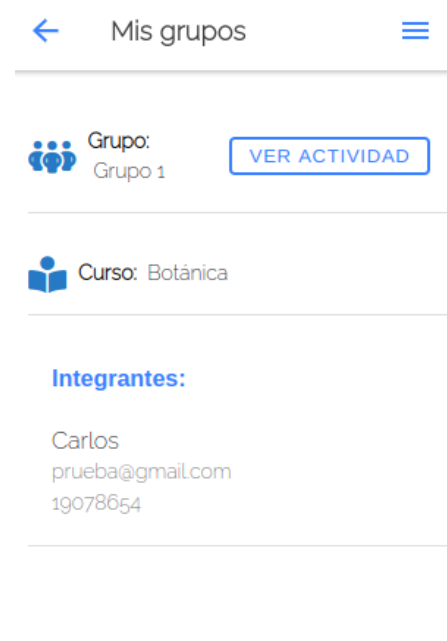 Mis grupos
Grupo:
Grupo 1
VER ACTIVIDAD
Curso: Botánica
Integrantes:
Carlos
prueba@gmail.com
19078654